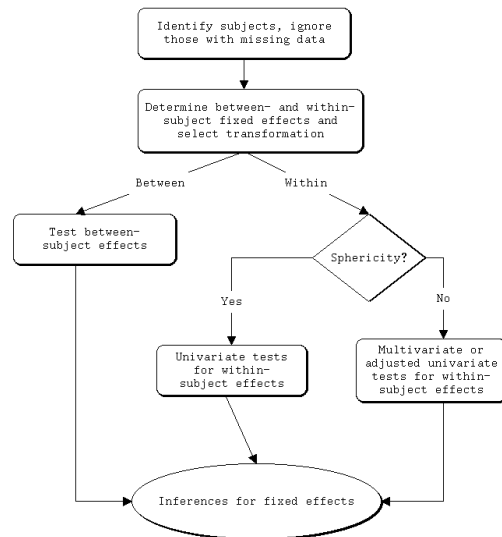 Identify subjects, ignore
those with missing data
Determine between- and within-
subject fixed effects and
select transformation
Between
Within
Test between-
subject effects
Sphericity?
Yes
No
Univariate tests
for within-
subject effects
Multivariate or
adjusted univariate
tests for within-
subject effects
Inferences for fixed effects